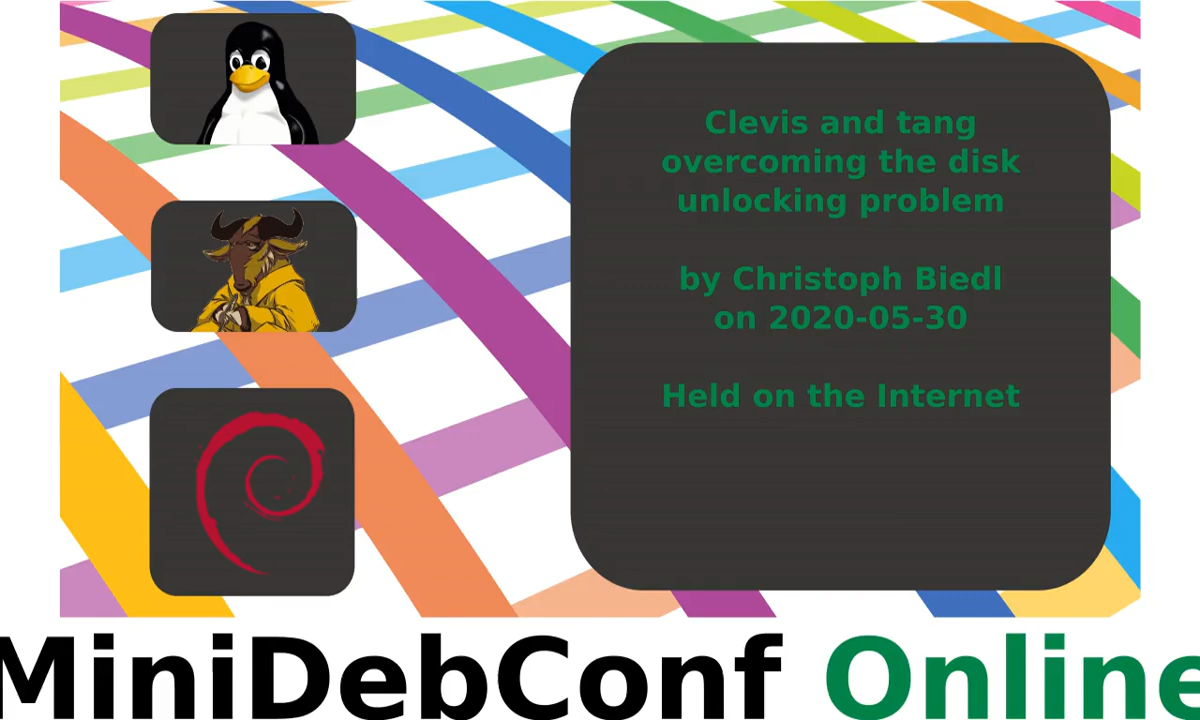 Clevis and tang
overcoming the disk
unlocking problem
by Christoph Biedl
on 2020-05-30
Held on the Internet
MiniDebConf Online